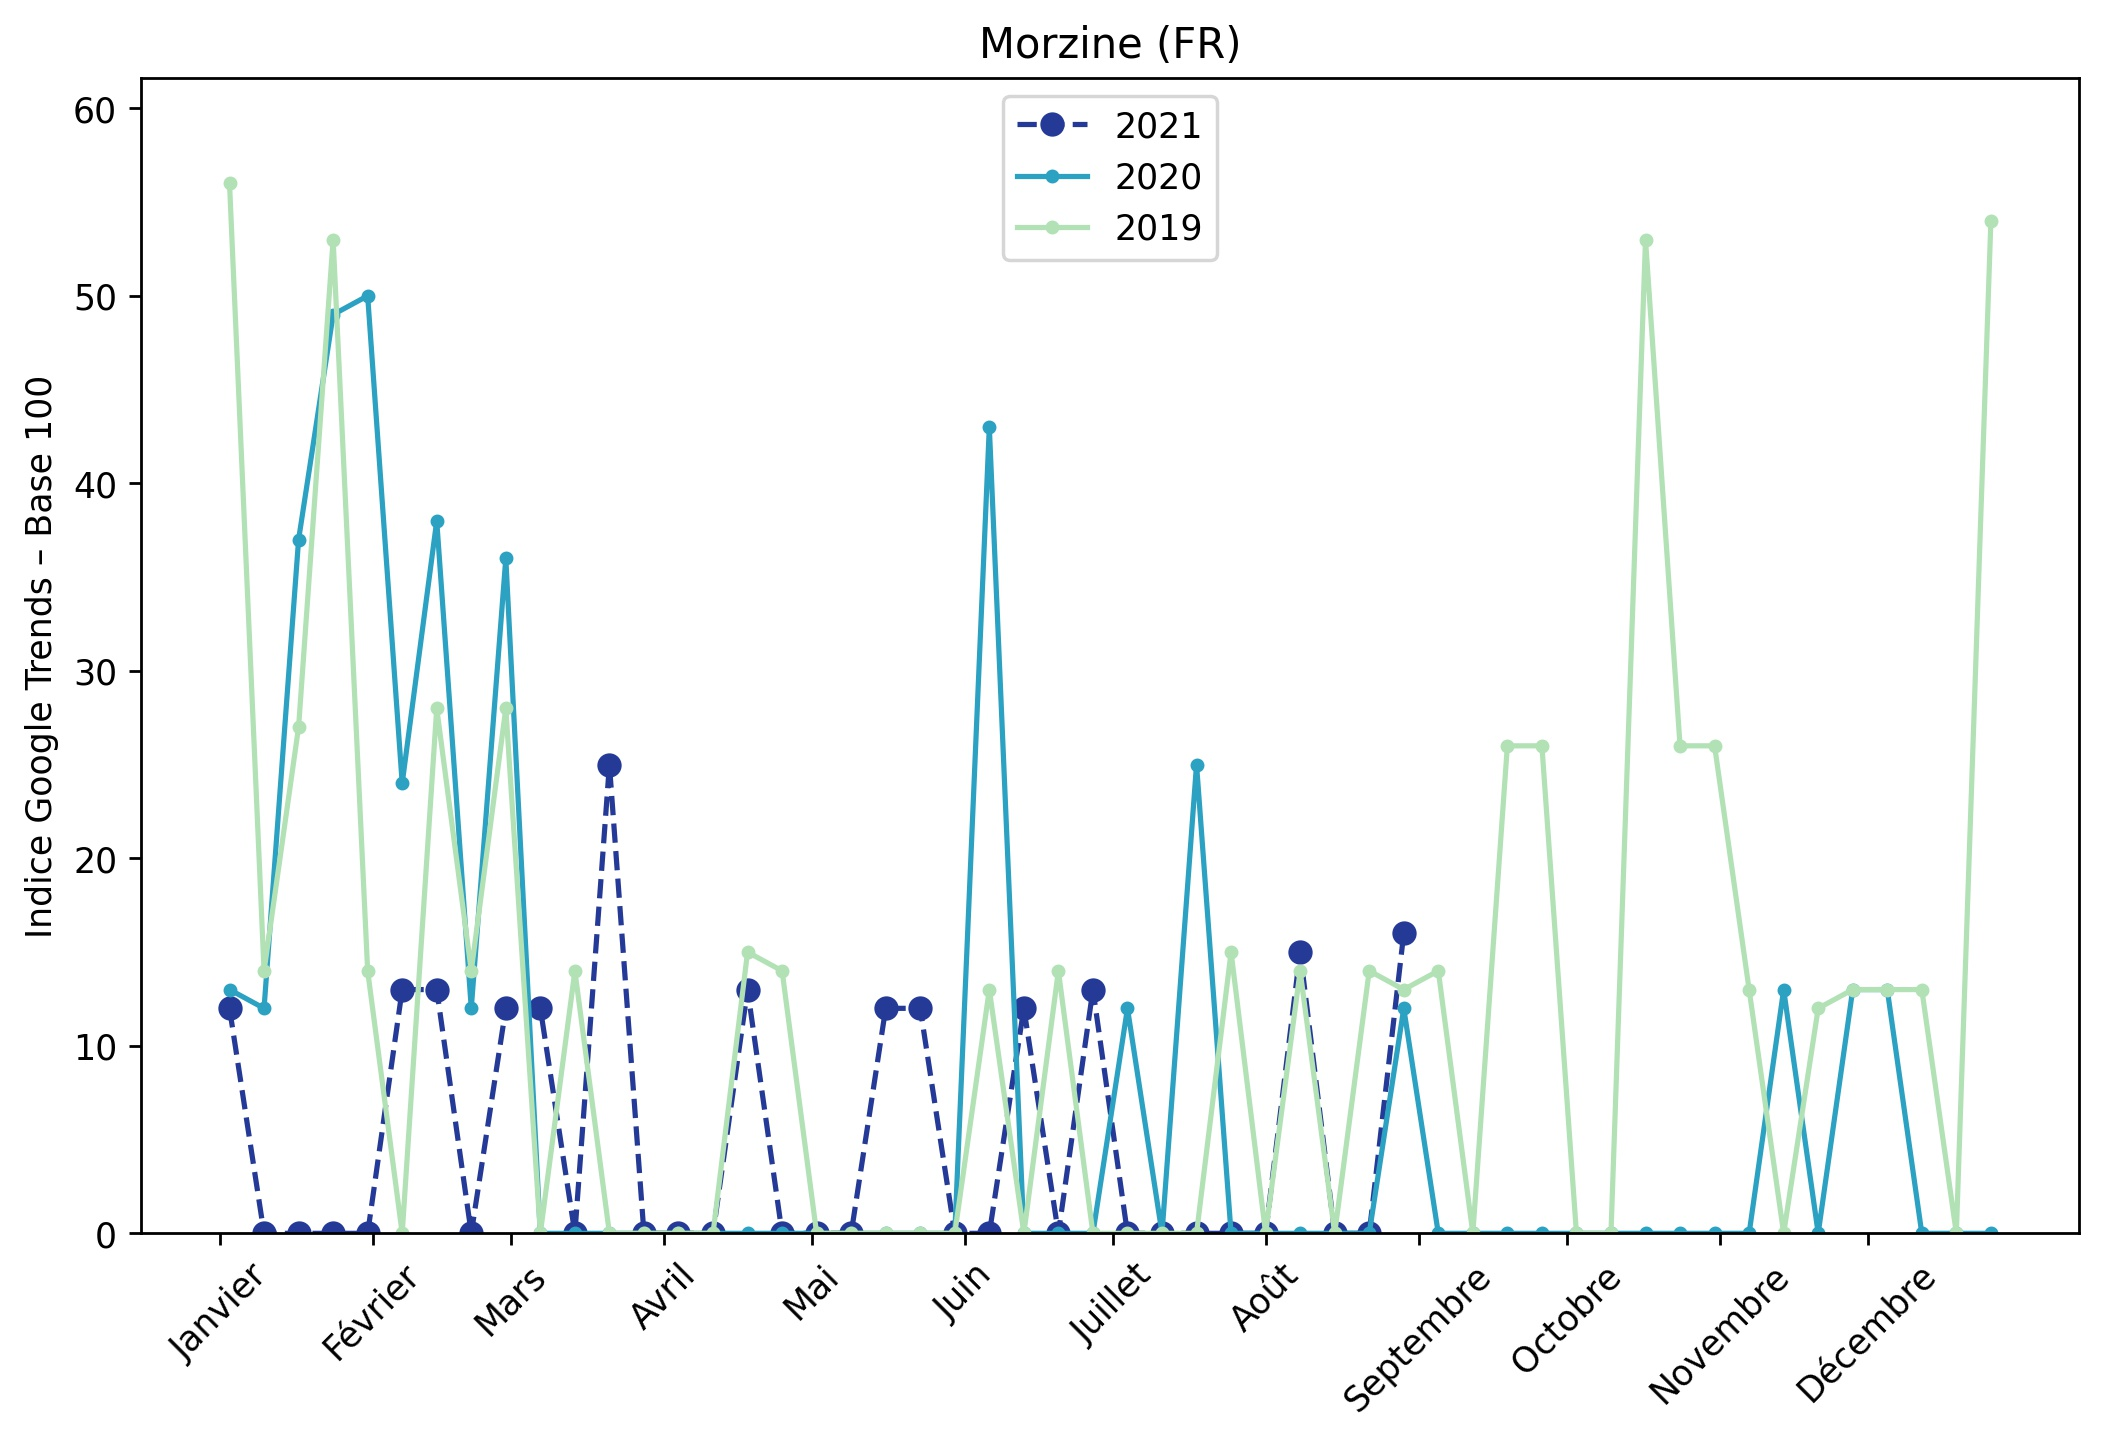 Morzine (FR)
2021
2020
2019
Indice Google Trends – Base 100
60
50
40
30
20
10
0
Janvier
Février
Mars
Avril
Mai
Juin
Juillet
Août
Septembre
Octobre
Novembre
Décembre